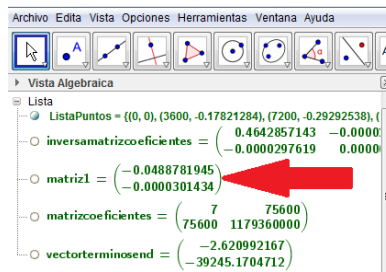 Archivo Edita Vista Opciones Herramientas Ventana Ayuda
A
Vista Algebraica
Lista
ListaPuntos = {(0, 0), (3600, -0.17821284), (7200, -0.29292538), (
inversamatrizcoeficientes = ( 0.4642857143 -0.0000
-0.0000297619 0.0000
matriz1 = ( -0.0488781945
-0.0000301434 )
matrizcoeficientes = ( 7 75600
75600 1179360000 )
vectorterminosend = ( -2.620992167
-39245.1704712 )